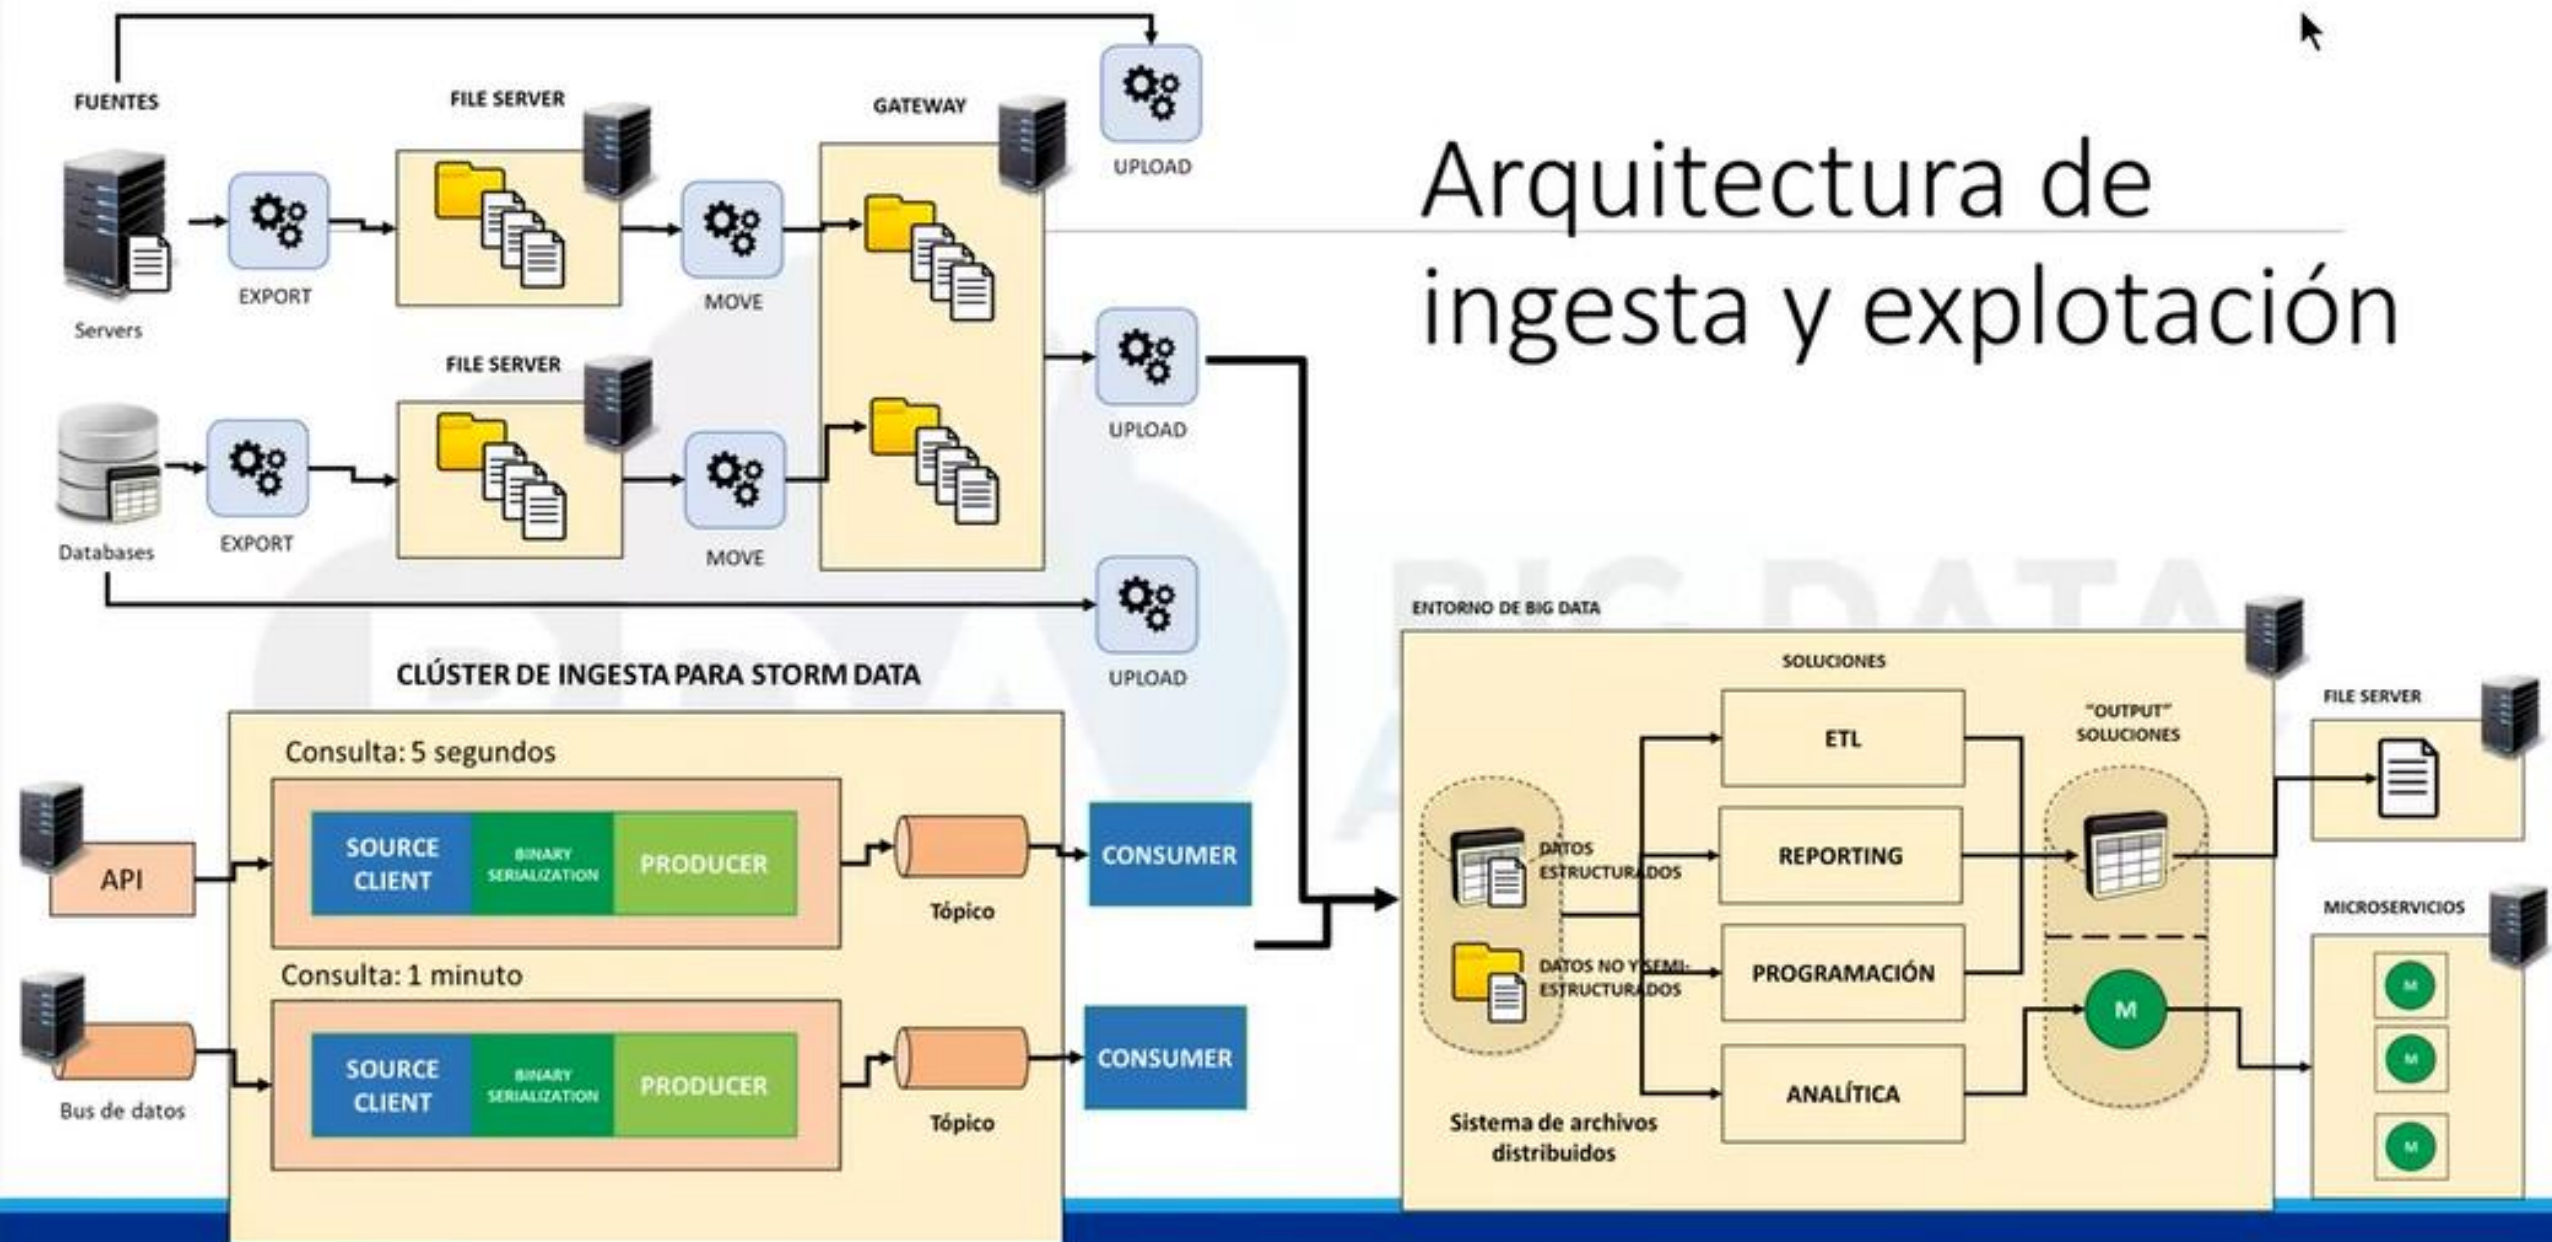 Arquitectura de
ingesta y explotación
FUENTES
FILE SERVER
GATEWAY
UPLOAD
EXPORT
MOVE
Servers
FILE SERVER
UPLOAD
Databases
EXPORT
MOVE
UPLOAD
CLÚSTER DE INGESTA PARA STORM DATA
Consulta: 5 segundos
API
SOURCE
CLIENT
BINARY
SERIALIZATION
PRODUCER
Tópico
CONSUMER
Consulta: 1 minuto
Bus de datos
SOURCE
CLIENT
BINARY
SERIALIZATION
PRODUCER
Tópico
CONSUMER
BIG DATA
ENTORNO DE BIG DATA
SOLUCIONES
DATOS
ESTRUCTURADOS
DATOS NO Y SEMI-
ESTRUCTURADOS
Sistema de archivos
distribuidos
ETL
REPORTING
PROGRAMACIÓN
ANALÍTICA
"OUTPUT"
SOLUCIONES
M
FILE SERVER
MICROSERVICIOS
M
M
M